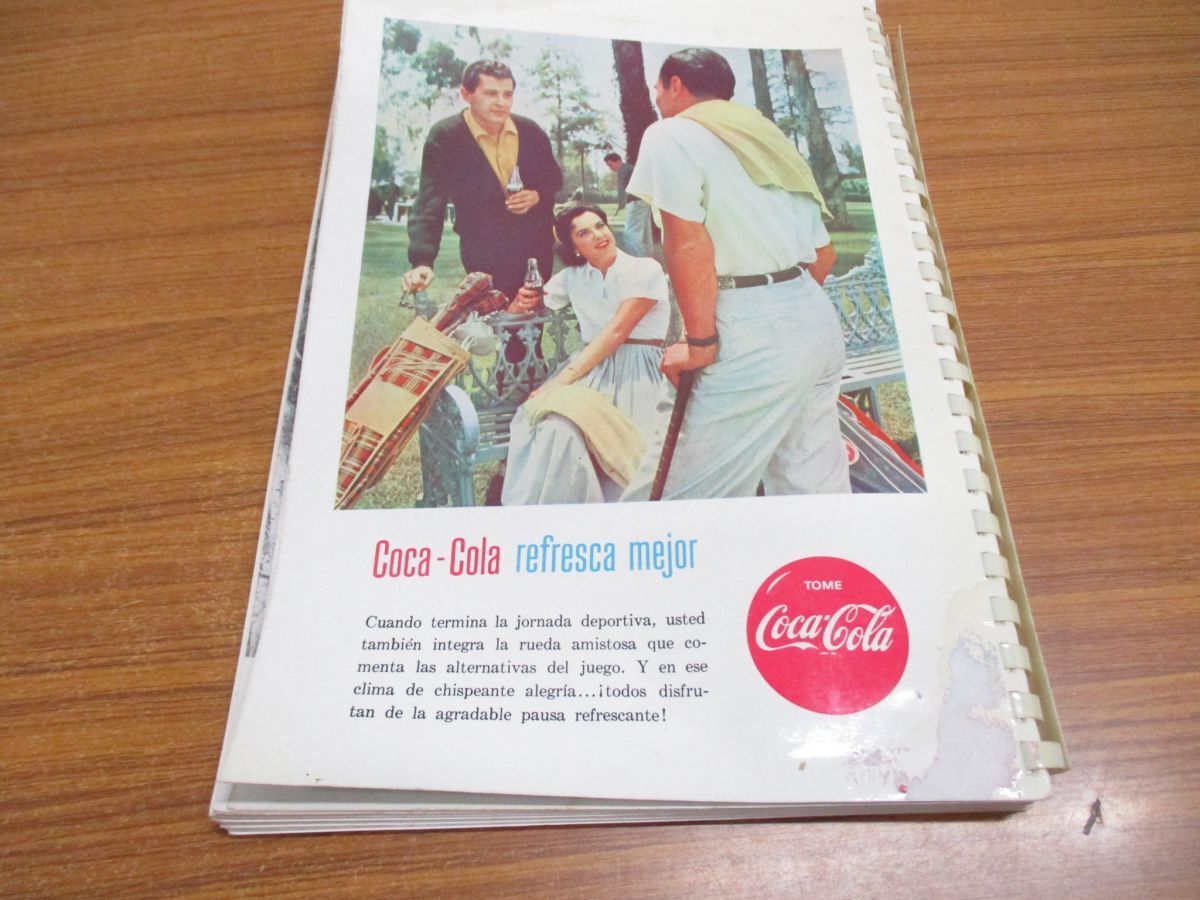 Coca-Cola refresca mejor
Cuando termina la jornada deportiva, usted
también integra la rueda amistosa que co-
menta las alternativas del juego. Y en ese
clima de chispeante alegría...¡todos disfru-
tan de la agradable pausa refrescante!
TOME
Coca-Cola